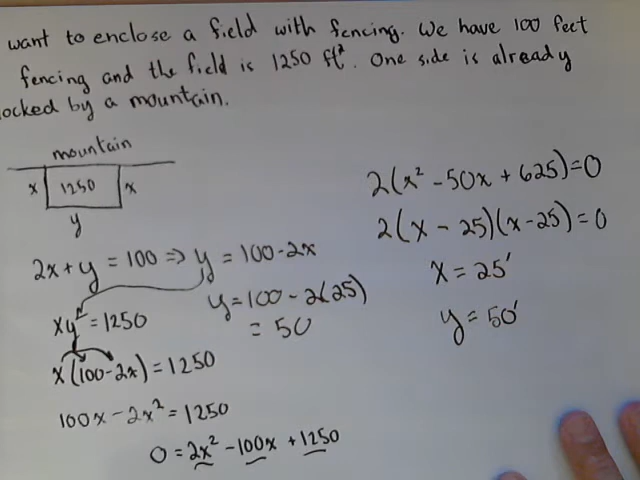 want to enclose a field with fencing. We have 100 feet
fencing and the field is 1250 ft². One side is already
ocked by a mountain.
mountain
x 1250 x
y
2x + y = 100 => y = 100 - 2x
y = 100 - 2(25)
= 50
xy = 1250
x(100 - 2x) = 1250
100x - 2x² = 1250
0 = 2x² - 100x + 1250
2(x² - 50x + 625) = 0
2(x - 25)(x - 25) = 0
x = 25'
y = 50'